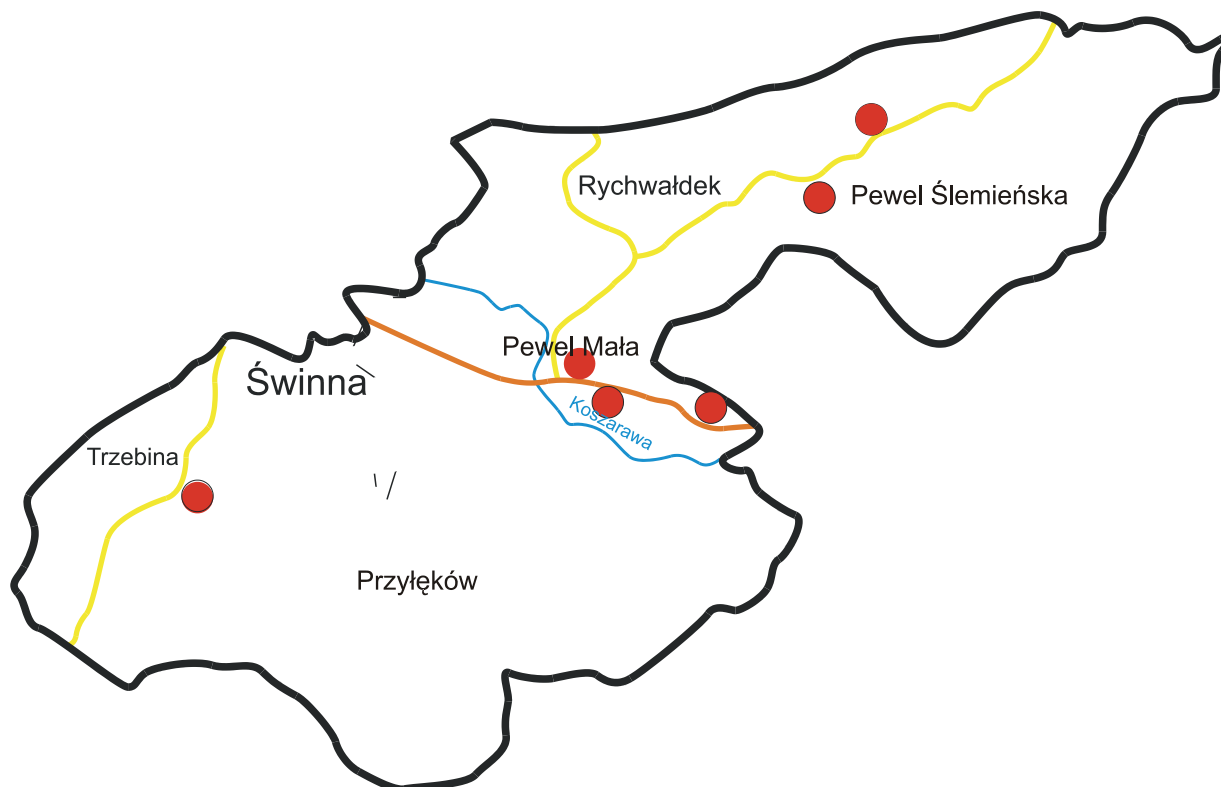 Rychwałdek
Pewel Ślemieńska
Pewel Mała
Świnna
Koszarawa
Trzebina
Przyłęków